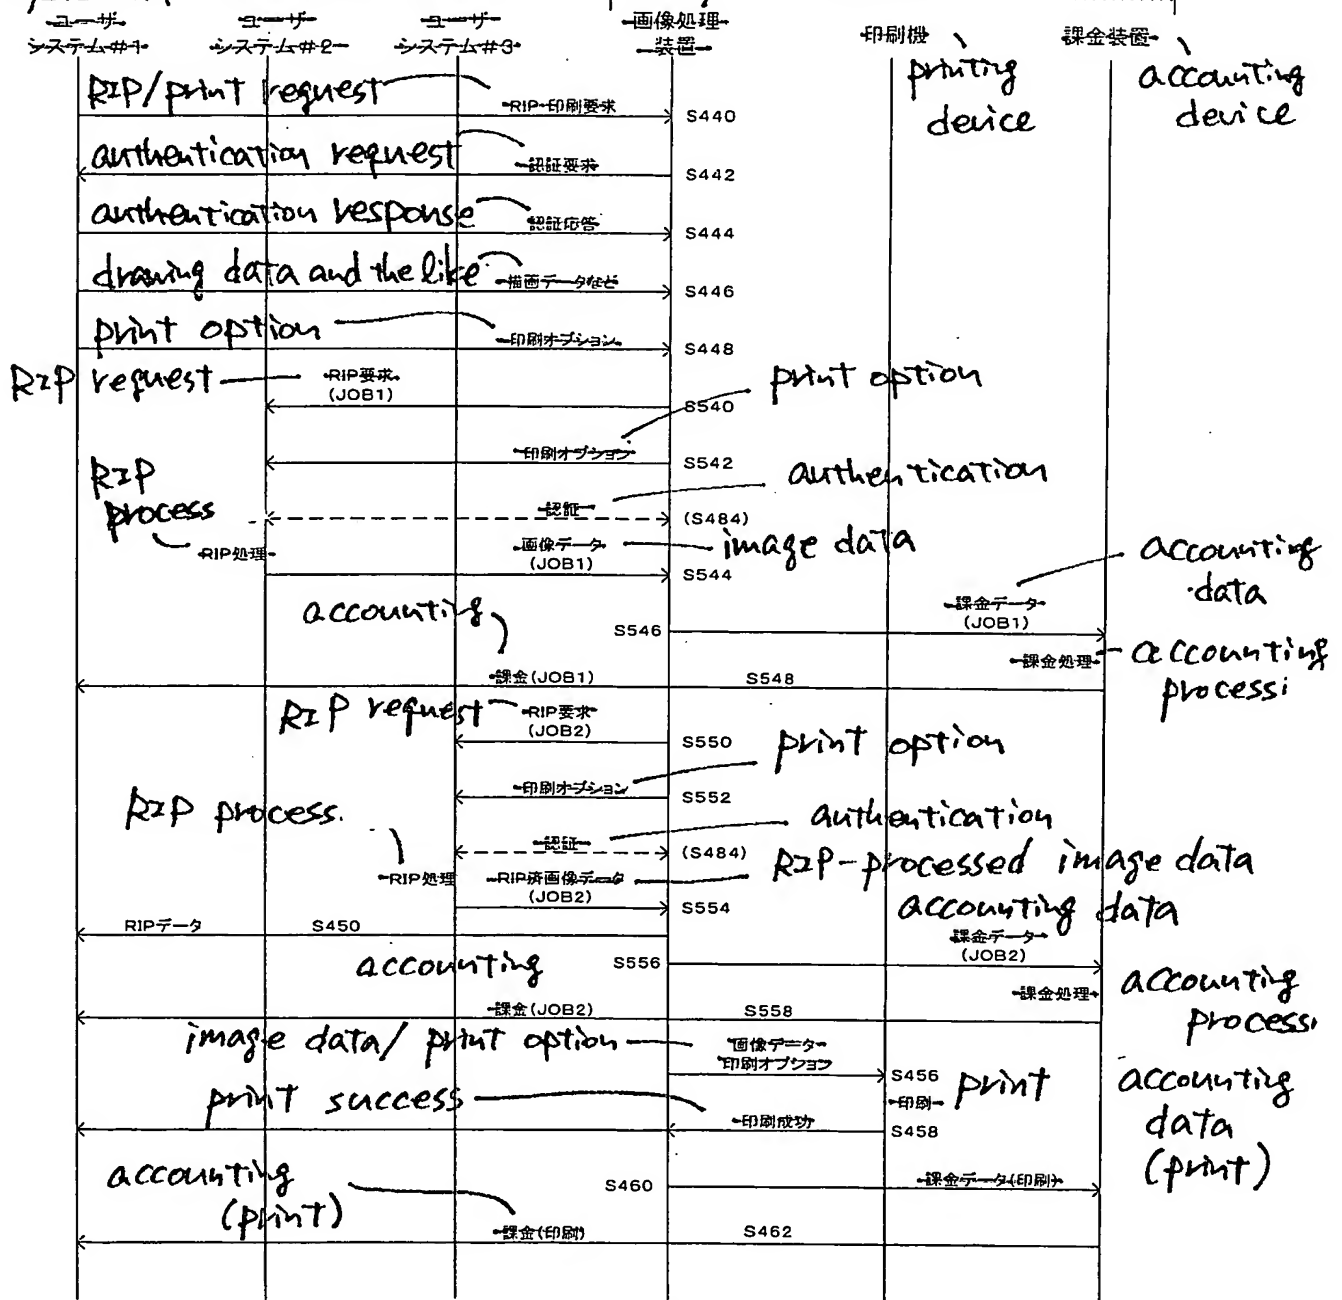 ユーザ ユーザ ユーザ 画像処理
システム#1 システム#2 システム#3 装置 印刷機 課金装置
printing accounting
device device
RIP/print request RIP・印刷要求 S440
authentication request 認証要求 S442
authentication response 認証応答 S444
drawing data and the like 描画データなど S446
print option 印刷オプション S448
RIP request RIP要求 print option
(JOB1) S540
印刷オプション S542
RIP authentication
process 認証 (S484)
RIP処理 画像データ image data accounting
(JOB1) S544 data
accounting 課金データ
S546 (JOB1)
課金処理 accounting
課金(JOB1) S548 processi
RIP request RIP要求
(JOB2) S550 print option
印刷オプション S552
RIP process. authentication
認証 (S484)
RIP処理 RIP済画像データ RIP-processed image data
(JOB2) S554 accounting data
RIPデータ S450 課金データ
accounting S556 (JOB2)
課金処理 accounting
課金(JOB2) S558 processi
image data/ print option 画像データ
印刷オプション S456
print success 印刷 print accounting
印刷成功 S458 data
accounting (print)
(print) S460 課金データ(印刷)
課金(印刷) S462